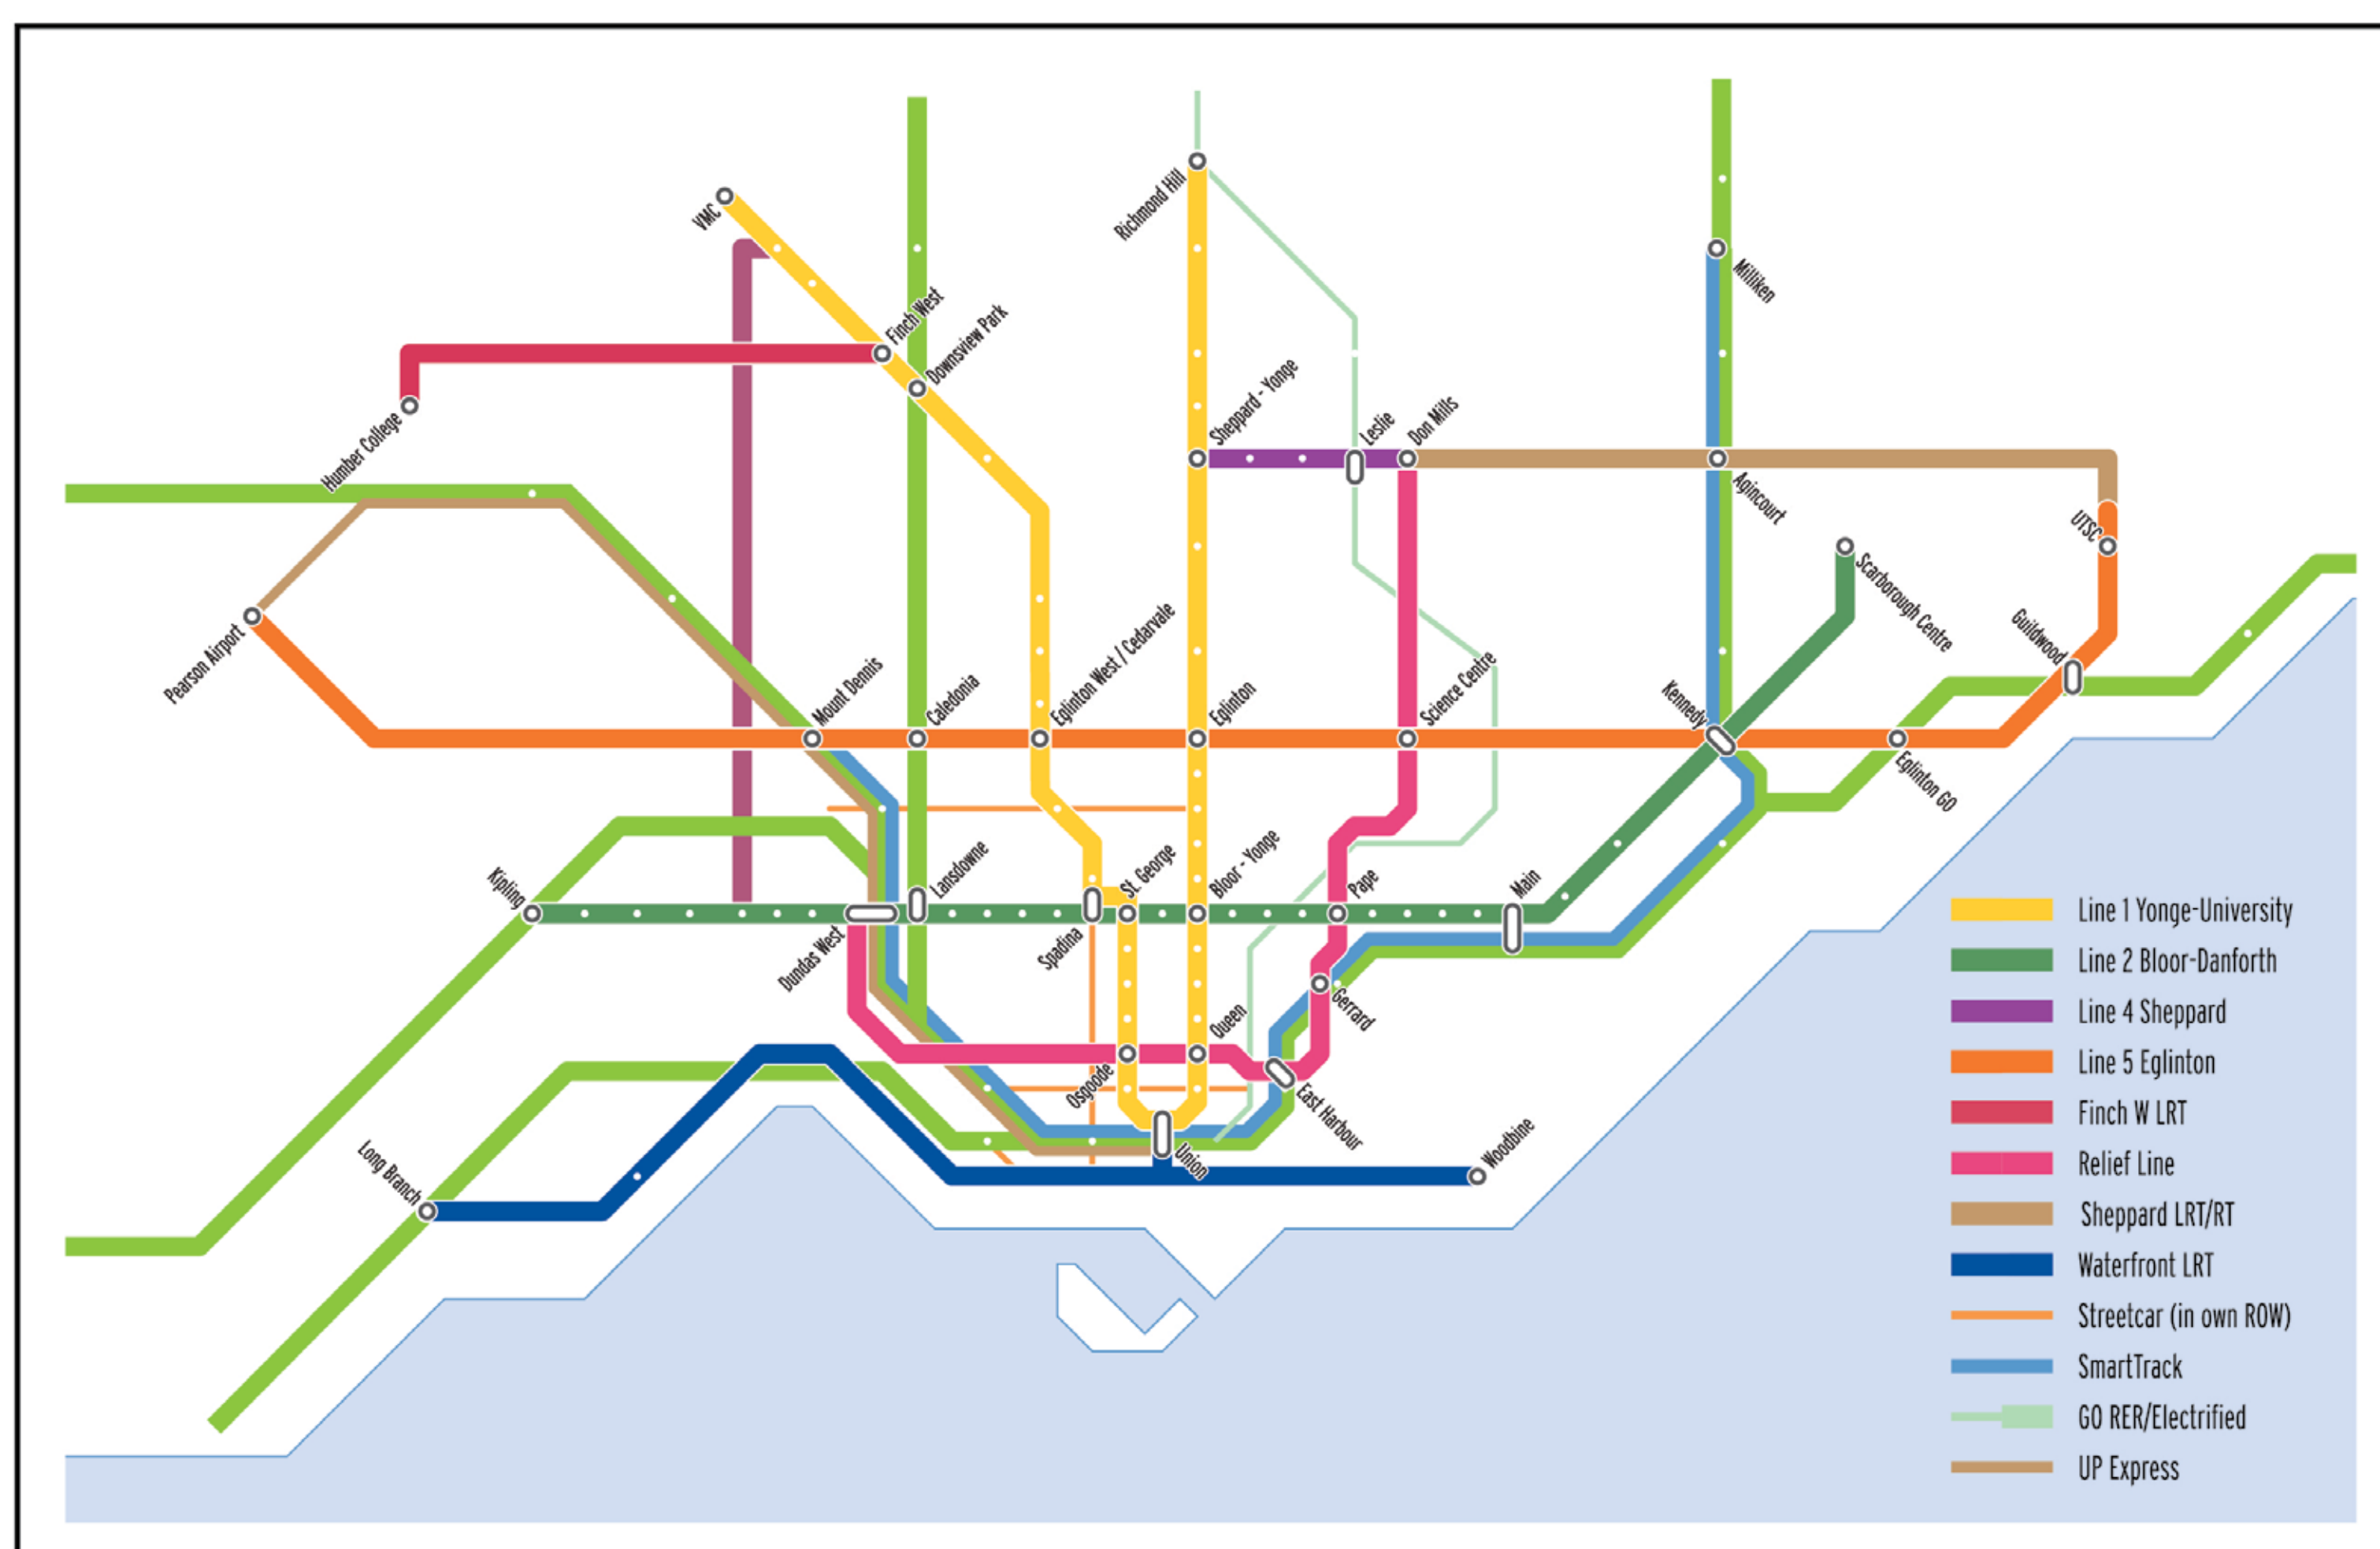 Richmond Hill
VMC
Milliken
Finch West
Downsview Park
Humber College
Sheppard - Yonge
Leslie
Don Mills
Agincourt
UTSC
Scarborough Centre
Pearson Airport
Mount Dennis
Caledonia
Eglinton West / Cedarvale
Eglinton
Science Centre
Kennedy
Guildwood
Eglinton GO
Kipling
Lansdowne
St. George
Bloor - Yonge
Pape
Main
Dundas West
Spadina
Queen
Gerrard
Osgoode
East Harbour
Long Branch
Union
Woodbine
Line 1 Yonge-University
Line 2 Bloor-Danforth
Line 4 Sheppard
Line 5 Eglinton
Finch W LRT
Relief Line
Sheppard LRT/RT
Waterfront LRT
Streetcar (in own ROW)
SmartTrack
GO RER/Electrified
UP Express